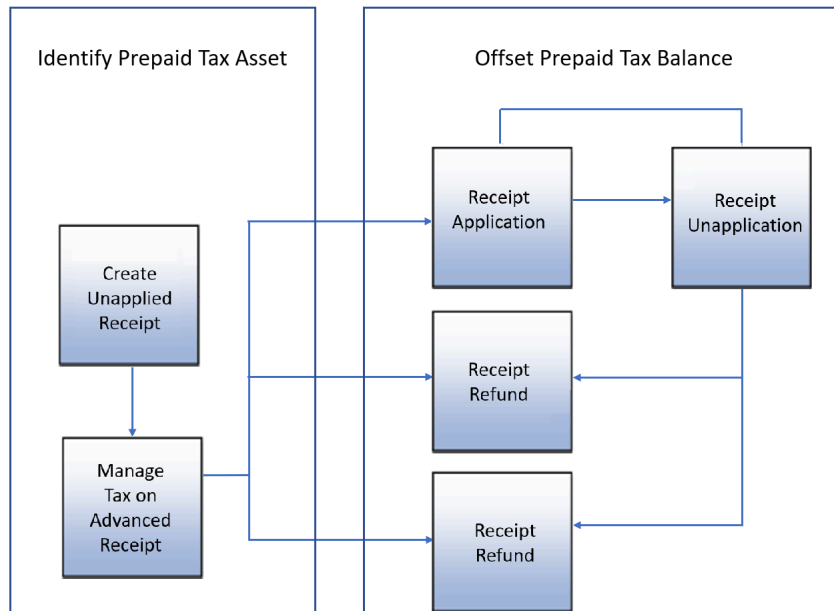 Identify Prepaid Tax Asset
Offset Prepaid Tax Balance
Create
Unapplied
Receipt
Manage
Tax on
Advanced
Receipt
Receipt
Application
Receipt
Unapplication
Receipt
Refund
Receipt
Refund